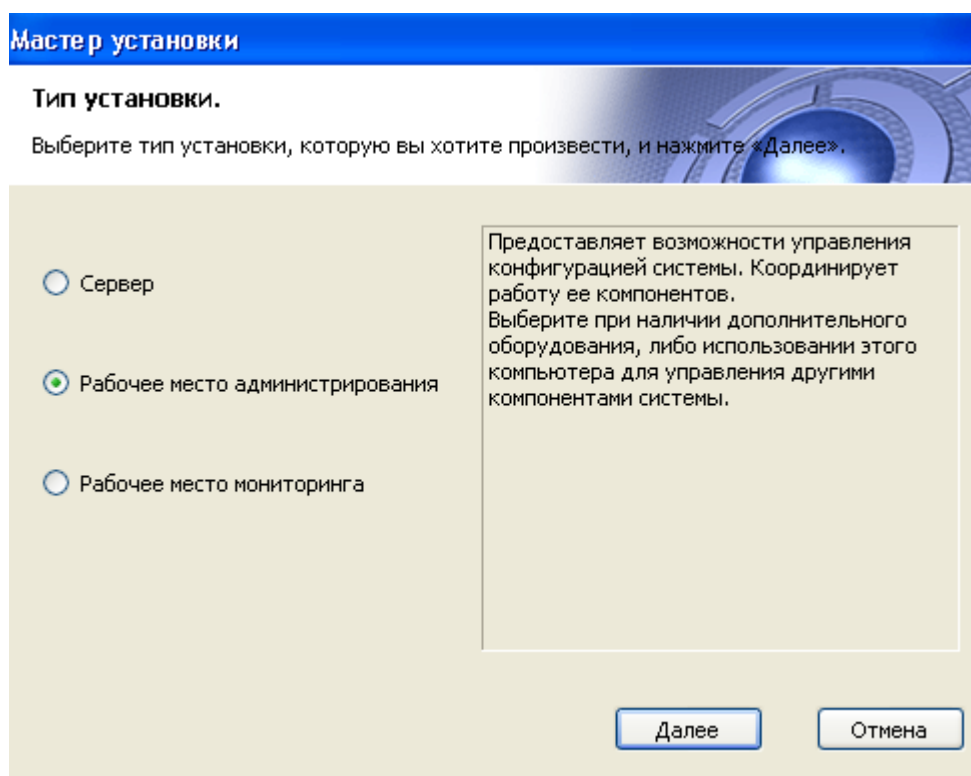 Мастер установки
Тип установки.
Выберите тип установки, которую вы хотите произвести, и нажмите «Далее».
Сервер
Рабочее место администрирования
Рабочее место мониторинга
Предоставляет возможности управления
конфигурацией системы. Координирует
работу ее компонентов.
Выберите при наличии дополнительного
оборудования, либо использовании этого
компьютера для управления другими
компонентами системы.
Далее
Отмена